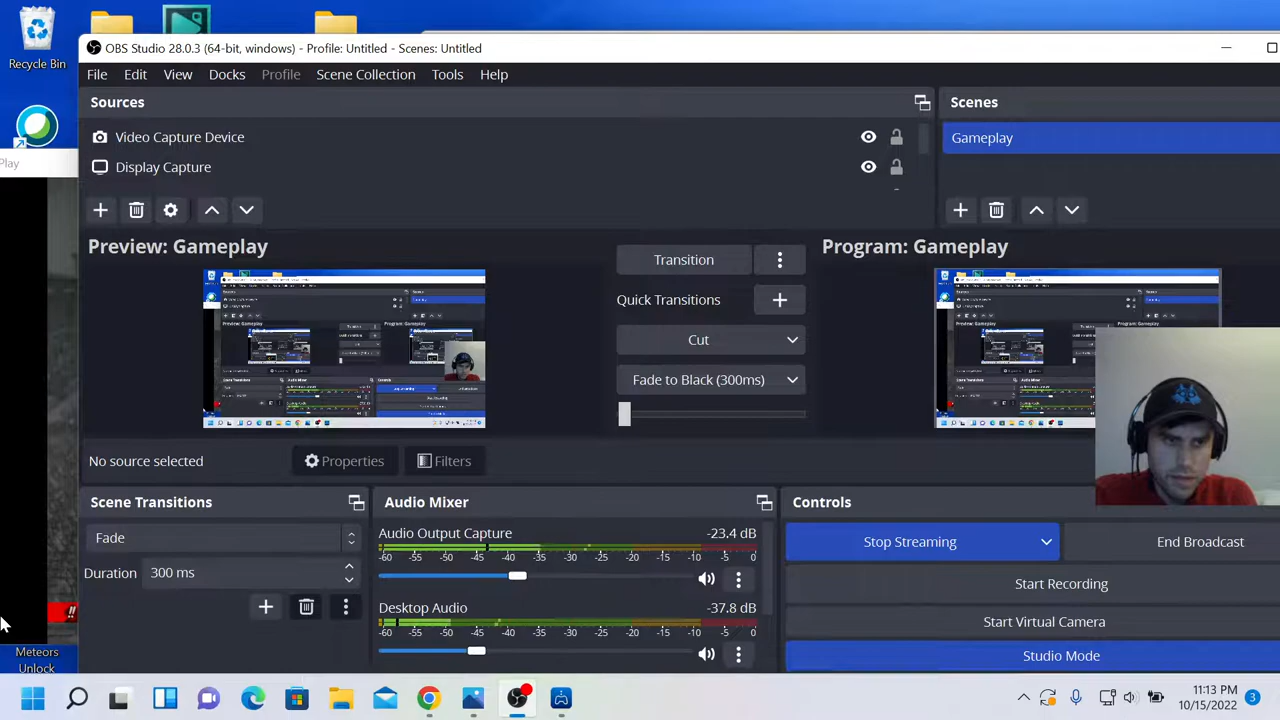 Recycle Bin
OBS Studio 28.0.3 (64-bit, windows) - Profile: Untitled - Scenes: Untitled
File Edit View Docks Profile Scene Collection Tools Help
Sources
Scenes
Video Capture Device
Gameplay
Play
Display Capture
Preview: Gameplay
Transition
Program: Gameplay
Quick Transitions
Cut
Fade to Black (300ms)
No source selected
Properties
Filters
Scene Transitions
Audio Mixer
Controls
Fade
Audio Output Capture -23.4 dB
-60 -55 -50 -45 -40 -35 -30 -25 -20 -15 -10 -5 0
Stop Streaming
End Broadcast
Duration 300 ms
Start Recording
Desktop Audio -37.8 dB
-60 -55 -50 -45 -40 -35 -30 -25 -20 -15 -10 -5 0
Start Virtual Camera
!!
Meteors
Unlock
Studio Mode
11:13 PM
10/15/2022
3